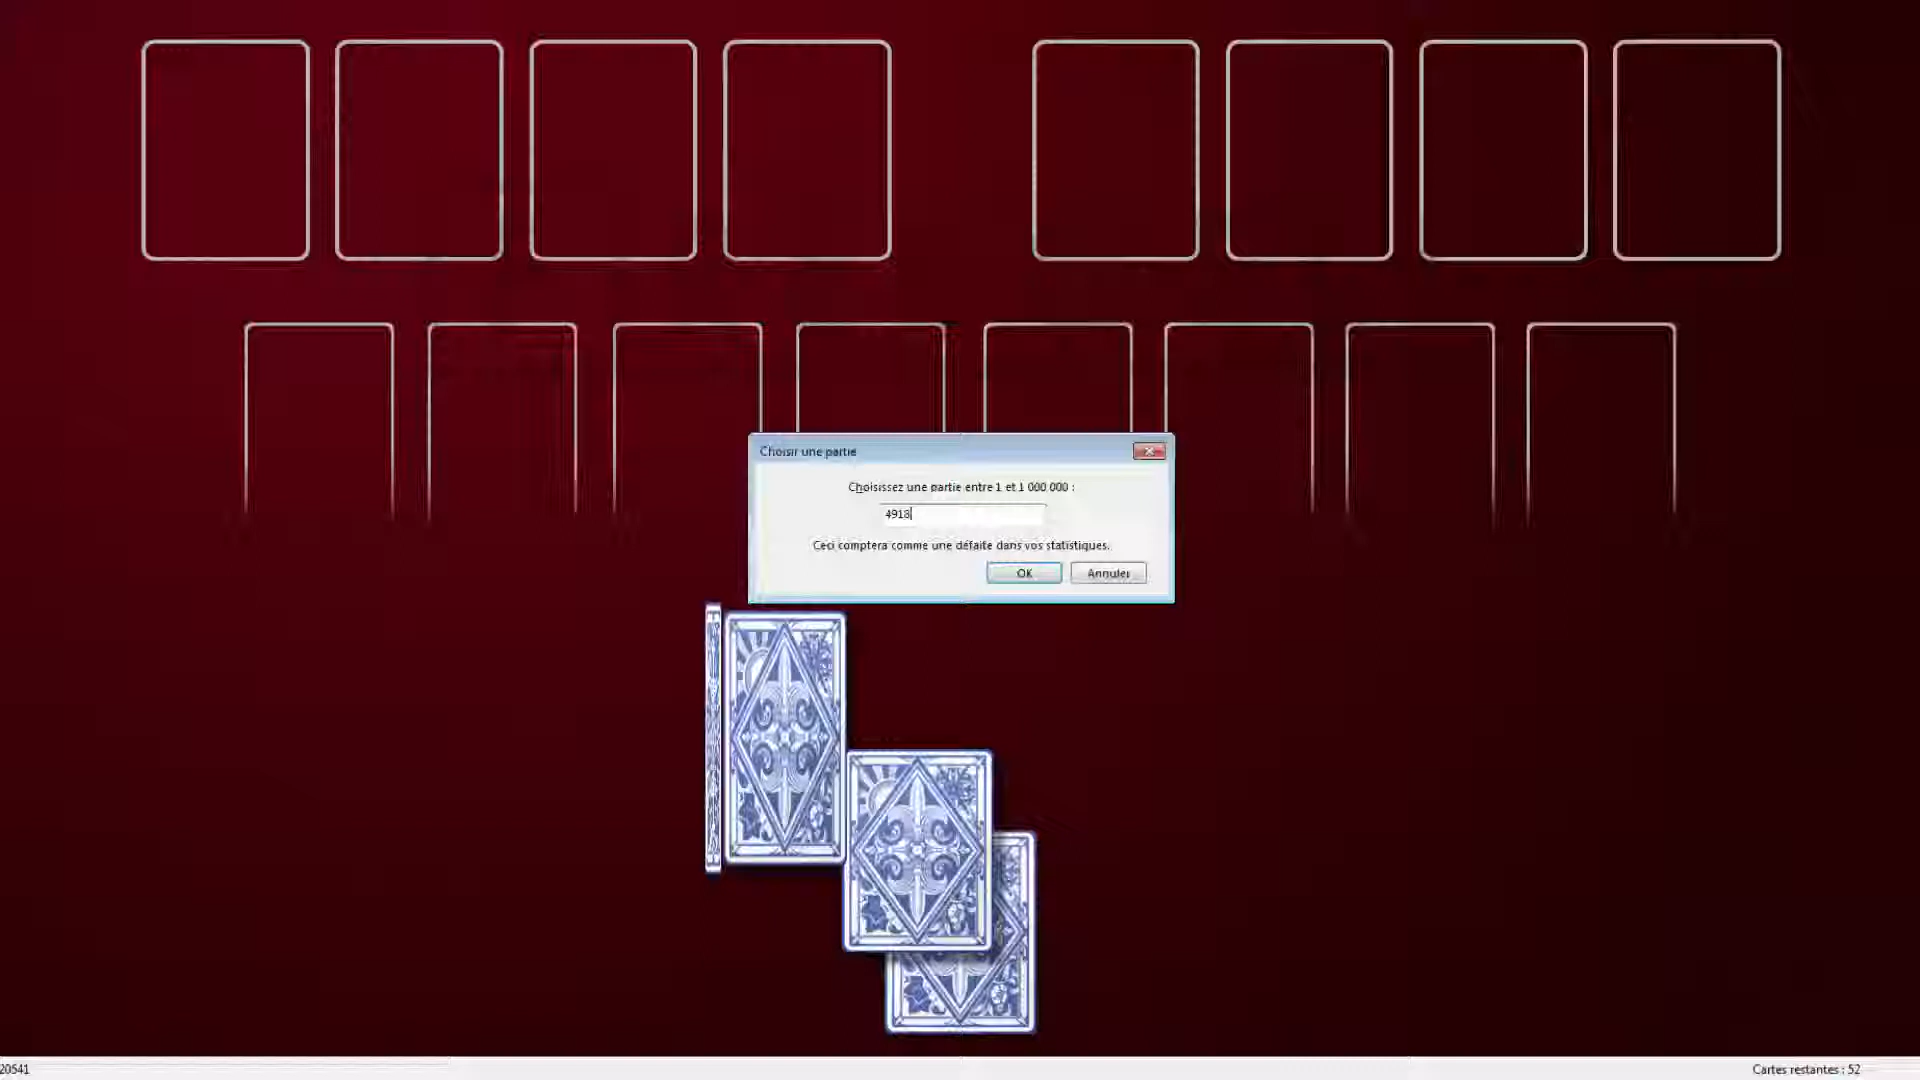 Choisir une partie
Choisissez une partie entre 1 et 1 000 000 :
4918
Ceci comptera comme une défaite dans vos statistiques.
OK Annuler
20541 Cartes restantes : 52